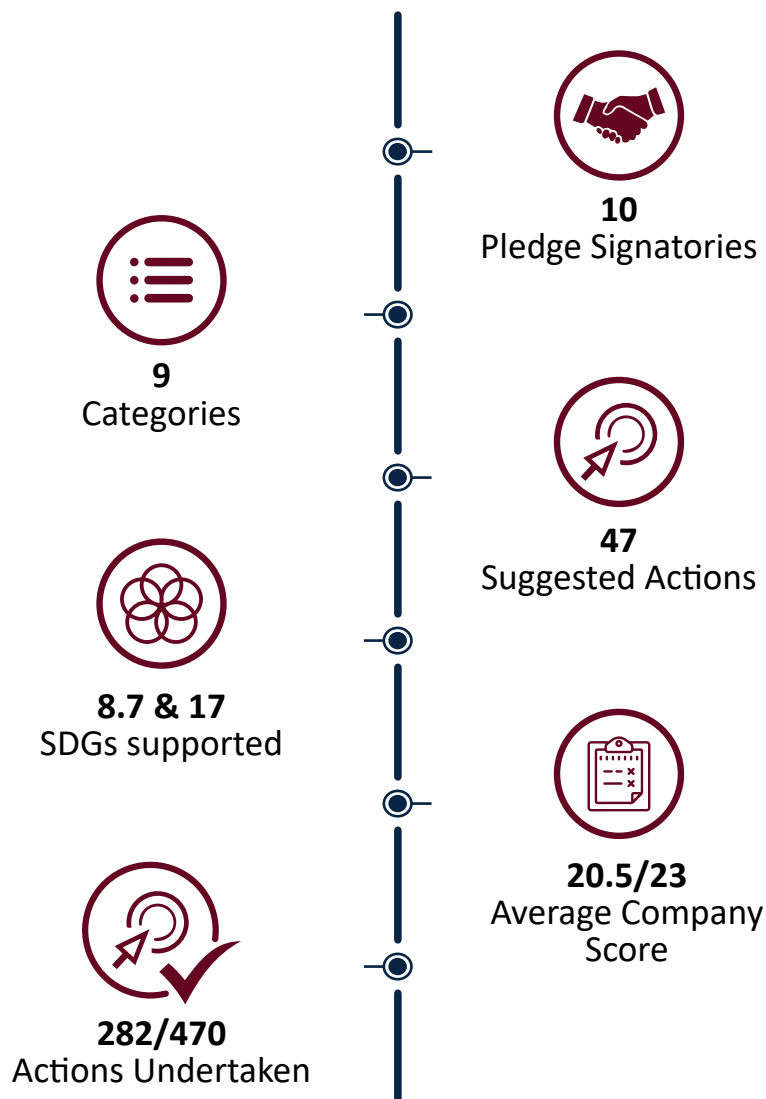 10
Pledge Signatories
9
Categories
47
Suggested Actions
8.7 & 17
SDGs supported
20.5/23
Average Company
Score
282/470
Actions Undertaken